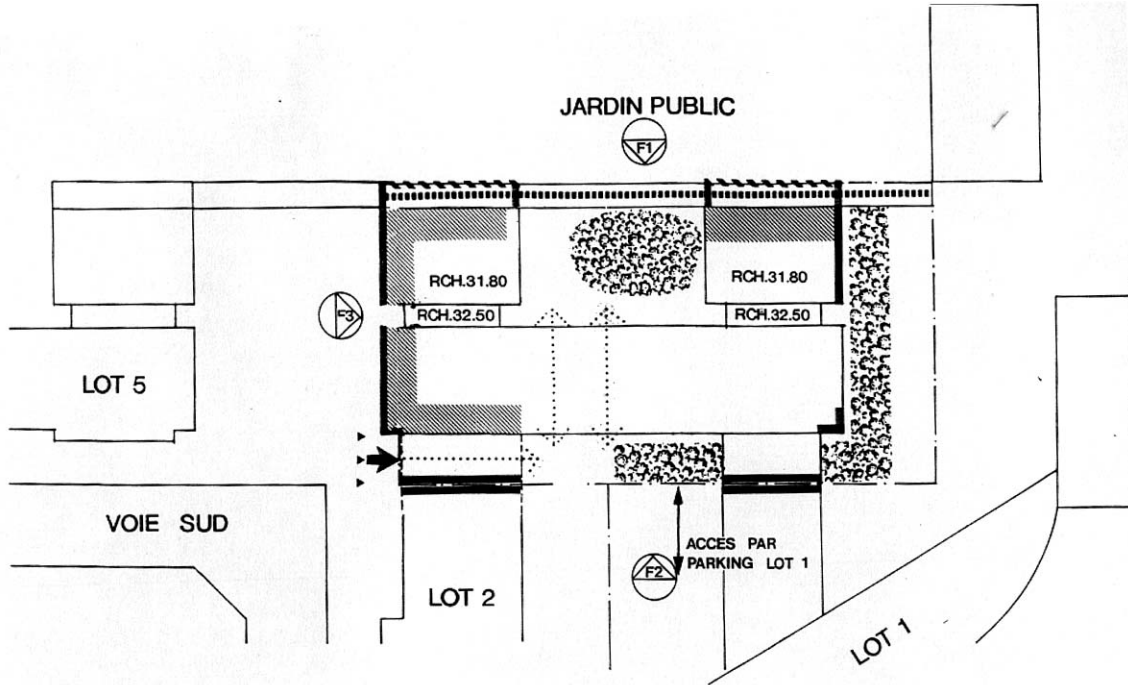 JARDIN PUBLIC
F1
RCH.31.80
RCH.31.80
RCH.32.50
RCH.32.50
F3
LOT 5
VOIE SUD
LOT 2
ACCES PAR
PARKING LOT 1
F2
LOT 1